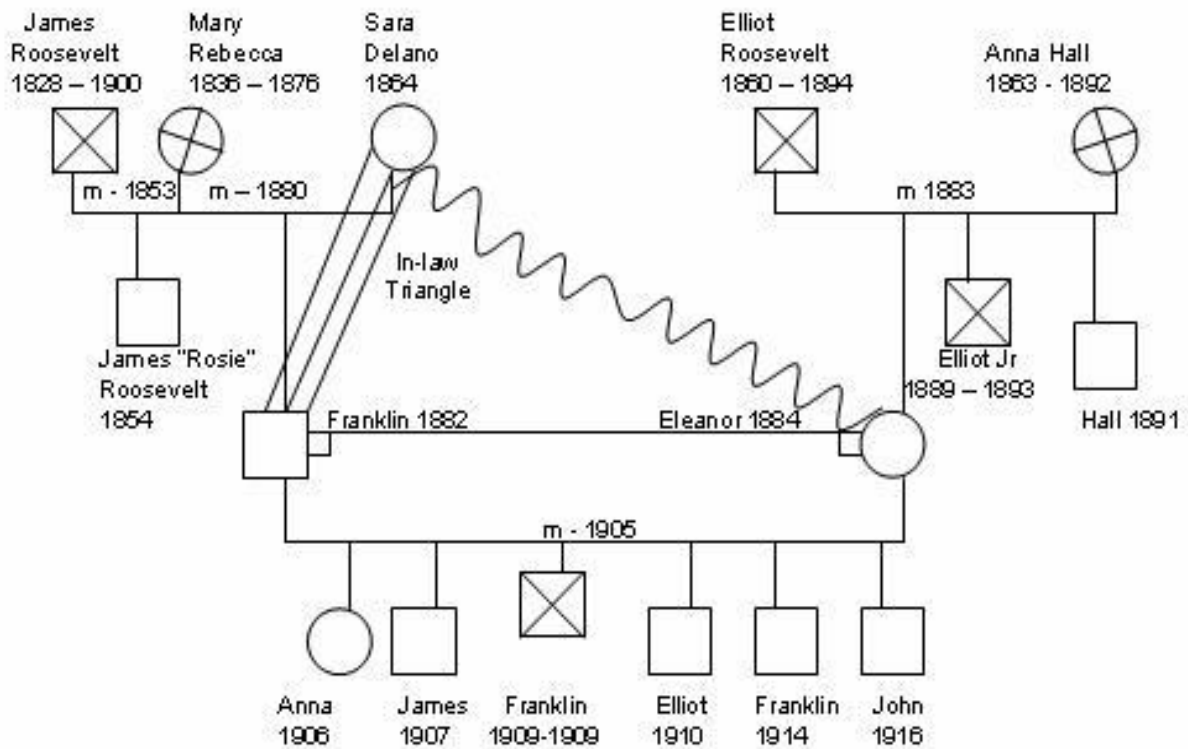 James
Roosevelt
1828 – 1900
Mary
Rebecca
1836 – 1876
Sara
Delano
1864
Elliot
Roosevelt
1860 – 1894
Anna Hall
1863 - 1892
m - 1853
m – 1880
m 1883
In-law
Triangle
James "Rosie"
Roosevelt
1854
Elliot Jr
1889 – 1893
Hall 1891
Franklin 1882
Eleanor 1884
m - 1905
Anna
1906
James
1907
Franklin
1909-1909
Elliot
1910
Franklin
1914
John
1916